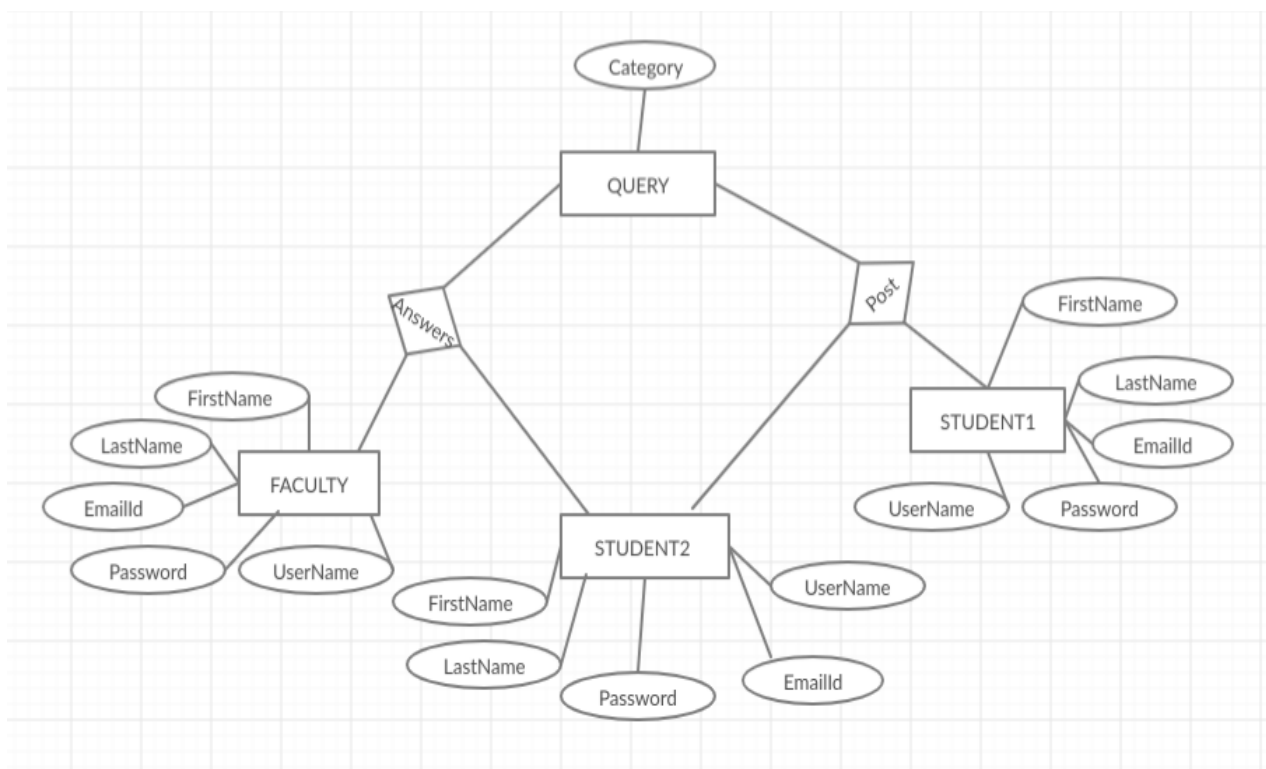 Category
QUERY
Post
Answers
FirstName
LastName
STUDENT1
EmailId
UserName
Password
FirstName
LastName
FACULTY
EmailId
Password
UserName
STUDENT2
FirstName
UserName
LastName
Password
EmailId